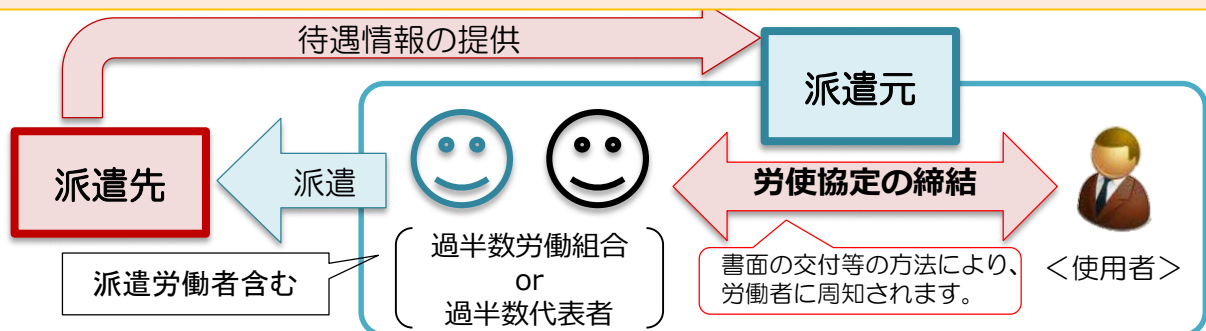 待遇情報の提供
派遣元
派遣先
派遣
労使協定の締結
過半数労働組合
or
過半数代表者
派遣労働者含む
書面の交付等の方法により、
労働者に周知されます。
＜使用者＞